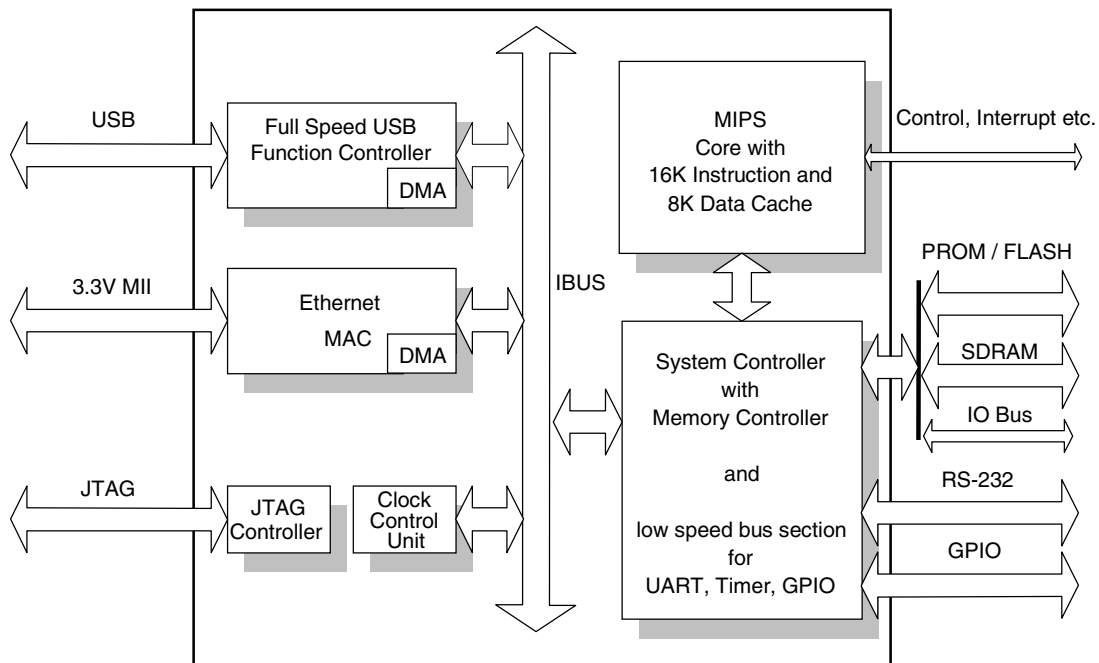 USB
Full Speed USB
Function Controller
DMA
3.3V MII
Ethernet
MAC
DMA
JTAG
JTAG
Controller
Clock
Control
Unit
IBUS
MIPS
Core with
16K Instruction and
8K Data Cache
Control, Interrupt etc.
System Controller
with
Memory Controller
and
low speed bus section
for
UART, Timer, GPIO
PROM / FLASH
SDRAM
IO Bus
RS-232
GPIO